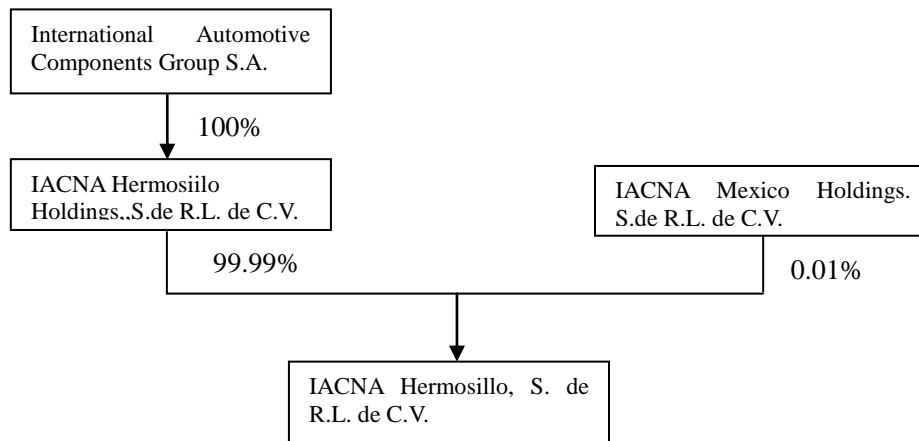 International Automotive
Components Group S.A.
100%
IACNA Hermosiilo
Holdings,,S.de R.L. de C.V.
IACNA Mexico Holdings.
S.de R.L. de C.V.
99.99%
0.01%
IACNA Hermosillo, S. de
R.L. de C.V.